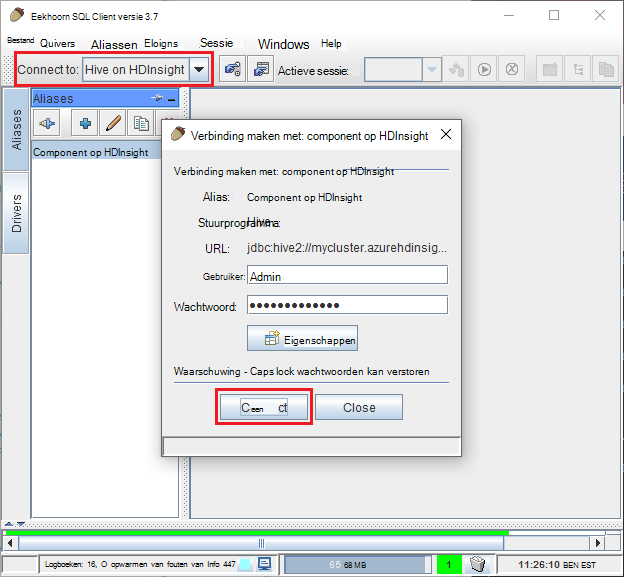 Eekhoorn SQL Client versie 3.7
Bestand Quivers Aliassen Eloigns Sessie Windows Help
Connect to: Hive on HDInsight Actieve sessie:
Aliases
Aliases
Drivers
Component op HDInsight
Verbinding maken met: component op HDInsight
Verbinding maken met: component op HDInsight
Alias: Component op HDInsight
Stuurprogramma: Hive
URL: jdbc:hive2://mycluster.azurehdinsig...
Gebruiker: Admin
Wachtwoord: •••••••••••••
Eigenschappen
Waarschuwing - Caps lock wachtwoorden kan verstoren
Ceen ct Close
Logboeken: 16, O opwarmen van fouten van Info 447 65 68 MB 1 11:26:10 BEN EST